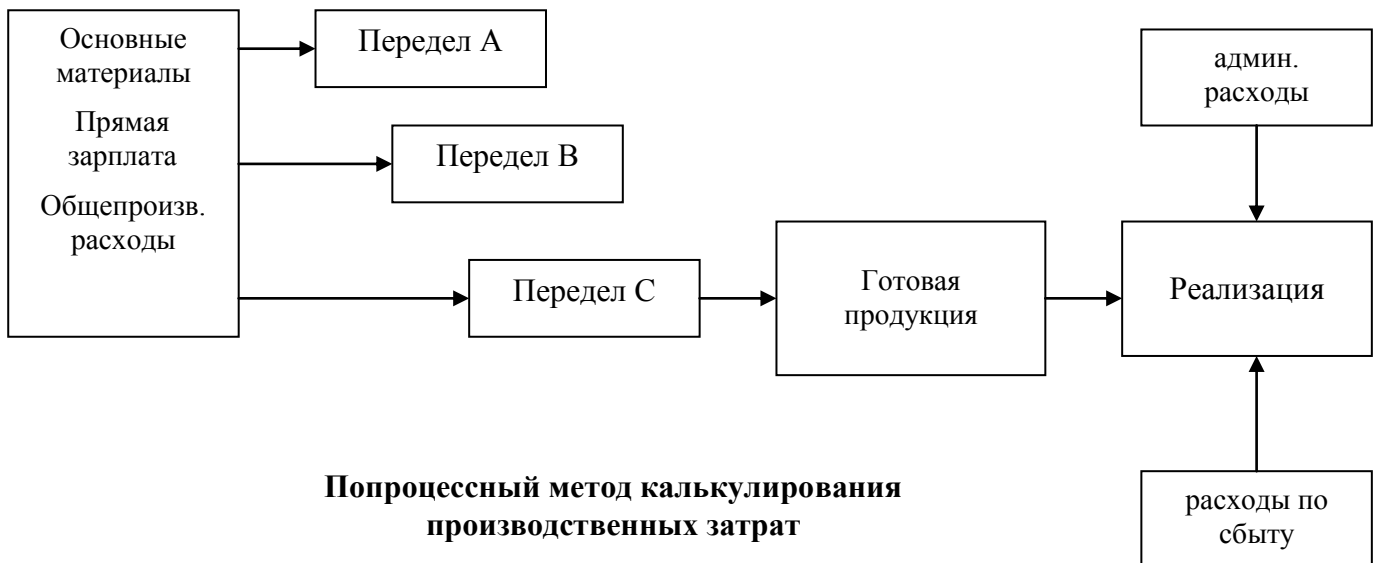 Основные
материалы
Прямая
зарплата
Общепроизв.
расходы
Передел А
Передел В
Передел С
Готовая
продукция
админ.
расходы
Реализация
расходы по
сбыту
Попроцессный метод калькулирования
производственных затрат